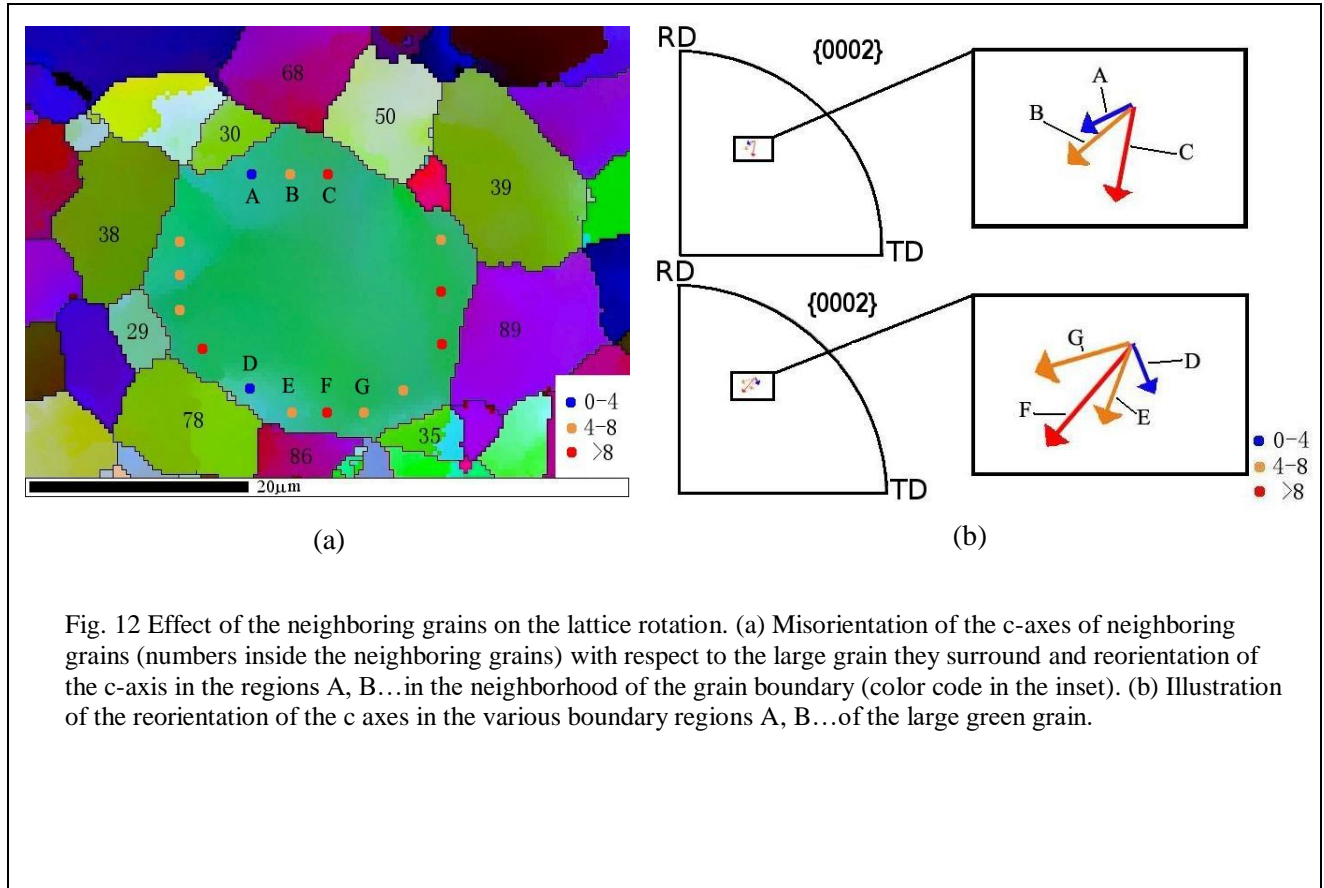 68
50
30
39
A B C
38
29
89
D
E F G
78
35
86
0-4
4-8
>8
20μm
(a)
RD
{0002}
TD
A
B
C
RD
{0002}
TD
G
D
F
E
0-4
4-8
>8
(b)
Fig. 12 Effect of the neighboring grains on the lattice rotation. (a) Misorientation of the c-axes of neighboring
grains (numbers inside the neighboring grains) with respect to the large grain they surround and reorientation of
the c-axis in the regions A, B…in the neighborhood of the grain boundary (color code in the inset). (b) Illustration
of the reorientation of the c axes in the various boundary regions A, B…of the large green grain.